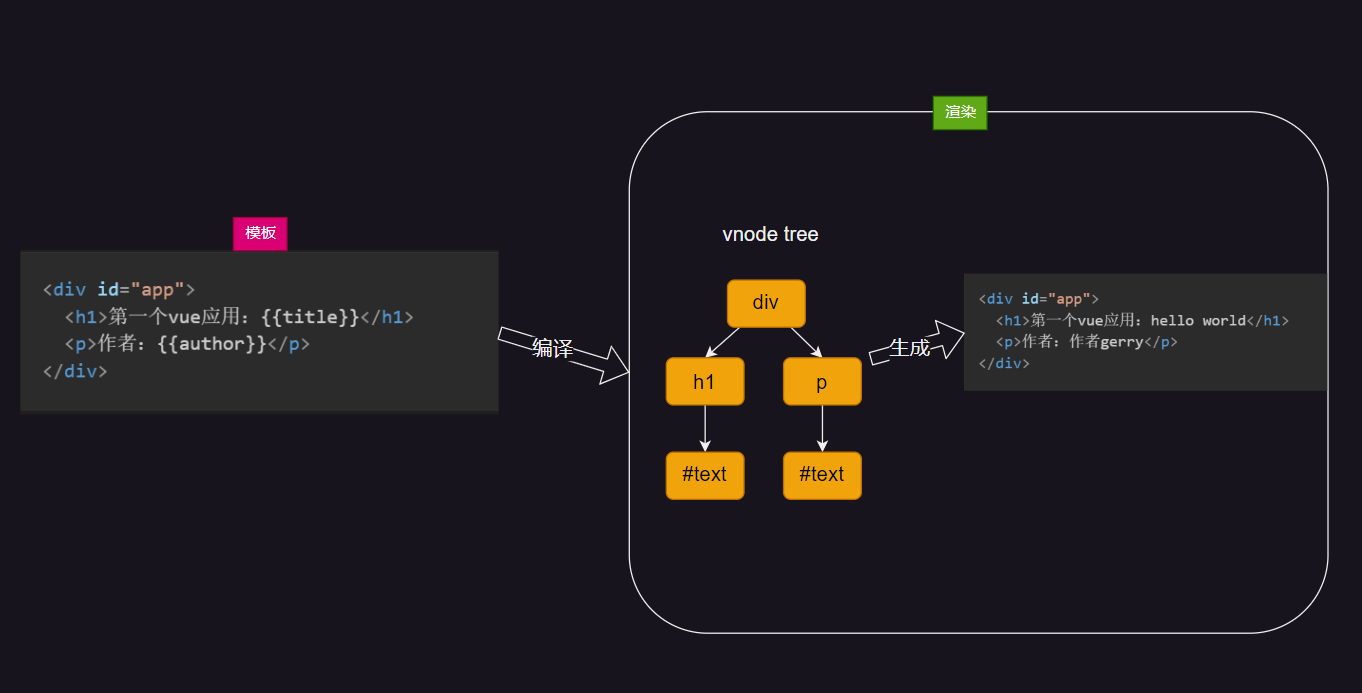 模板
<div id="app">
<h1>第一个vue应用：{{title}}</h1>
<p>作者：{{author}}</p>
</div>
编译
渲染
vnode tree
div
h1
p
#text
#text
生成
<div id="app">
<h1>第一个vue应用：hello world</h1>
<p>作者：作者gerry</p>
</div>